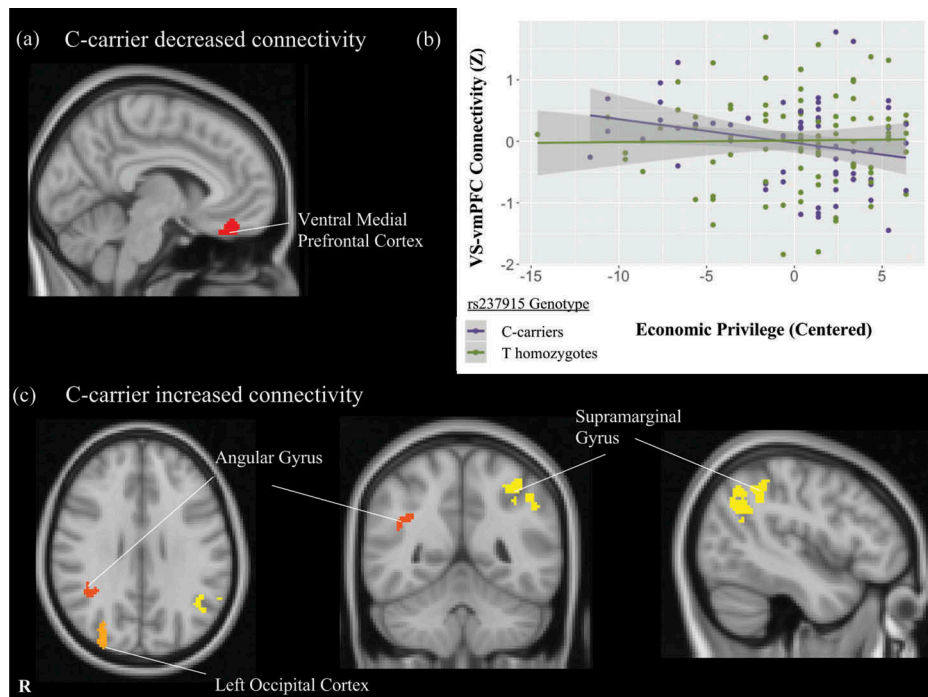 (a) C-carrier decreased connectivity
Ventral Medial
Prefrontal Cortex
(b)
VS-vmPFC Connectivity (Z)
1
0
-1
-2
-15
-10
-5
0
5
Economic Privilege (Centered)
rs237915 Genotype
C-carriers
T homozygotes
(c) C-carrier increased connectivity
Angular Gyrus
Supramarginal
Gyrus
Left Occipital Cortex
R